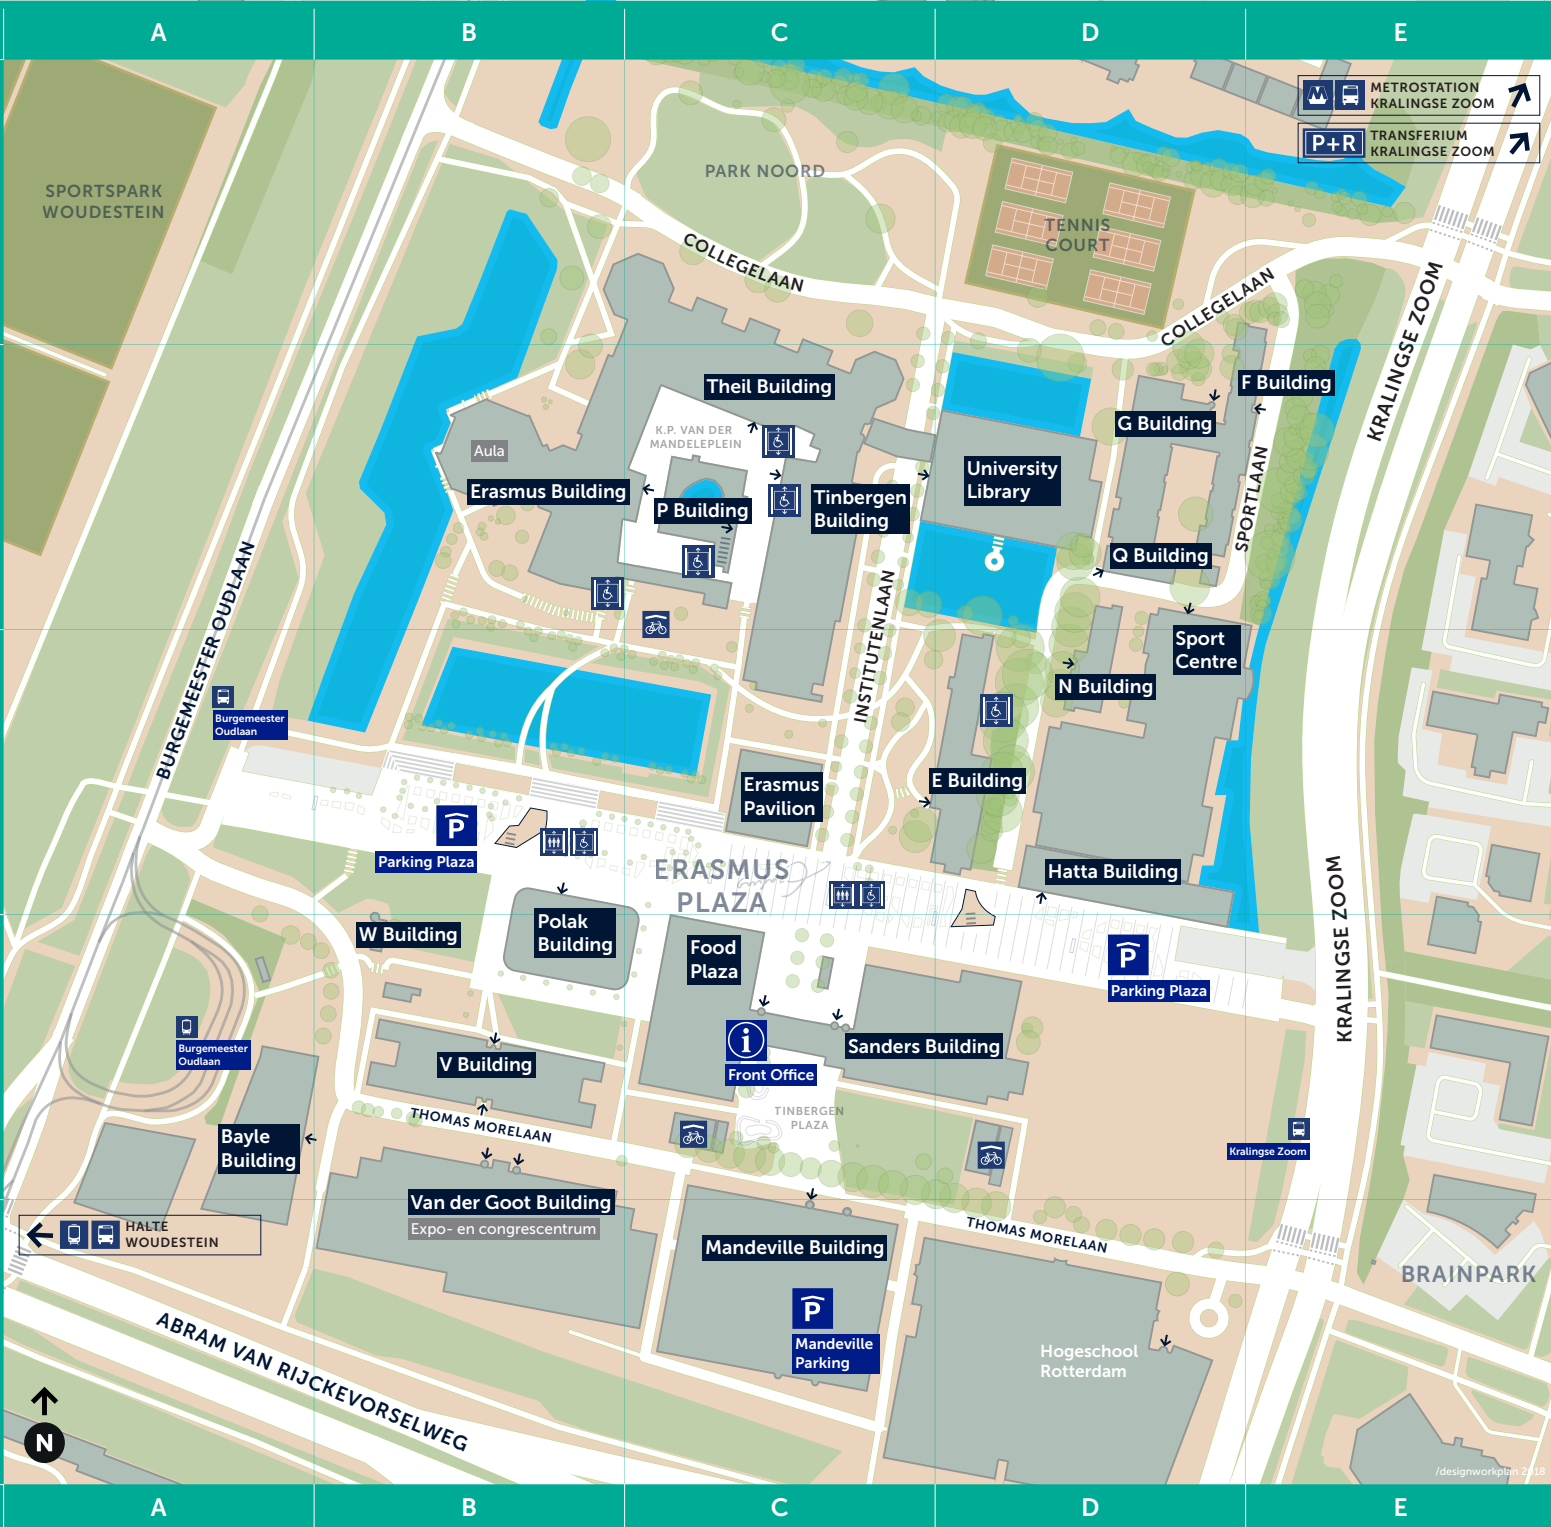 A
B
C
D
E
METROSTATION
KRALINGSE ZOOM
P+R
TRANSFERIUM
KRALINGSE ZOOM
SPORTSPARK
WOUDESTEIN
PARK NOORD
TENNIS
COURT
COLLEGELAAN
COLLEGELAAN
KRALINGSE ZOOM
Theil Building
F Building
G Building
K.P. VAN DER
MANDELEPLEIN
Aula
Erasmus Building
P Building
Tinbergen
Building
University
Library
SPORTLAAN
Q Building
BURGEMEESTER OUDLAAN
INSTITUTENLAAN
Sport
Centre
N Building
Burgemeester
Oudlaan
Erasmus
Pavilion
E Building
P
Parking Plaza
ERASMUS
PLAZA
Hatta Building
KRALINGSE ZOOM
W Building
Polak
Building
Food
Plaza
P
Parking Plaza
Burgemeester
Oudlaan
V Building
i
Front Office
Sanders Building
THOMAS MORELAAN
TINBERGEN
PLAZA
Bayle
Building
Kralingse Zoom
Van der Goot Building
Expo- en congrescentrum
HALTE
WOUDESTEIN
Mandeville Building
THOMAS MORELAAN
BRAINPARK
P
Mandeville
Parking
ABRAM VAN RIJCKEVORSELWEG
Hogeschool
Rotterdam
N
/designworkplan 2018
A
B
C
D
E